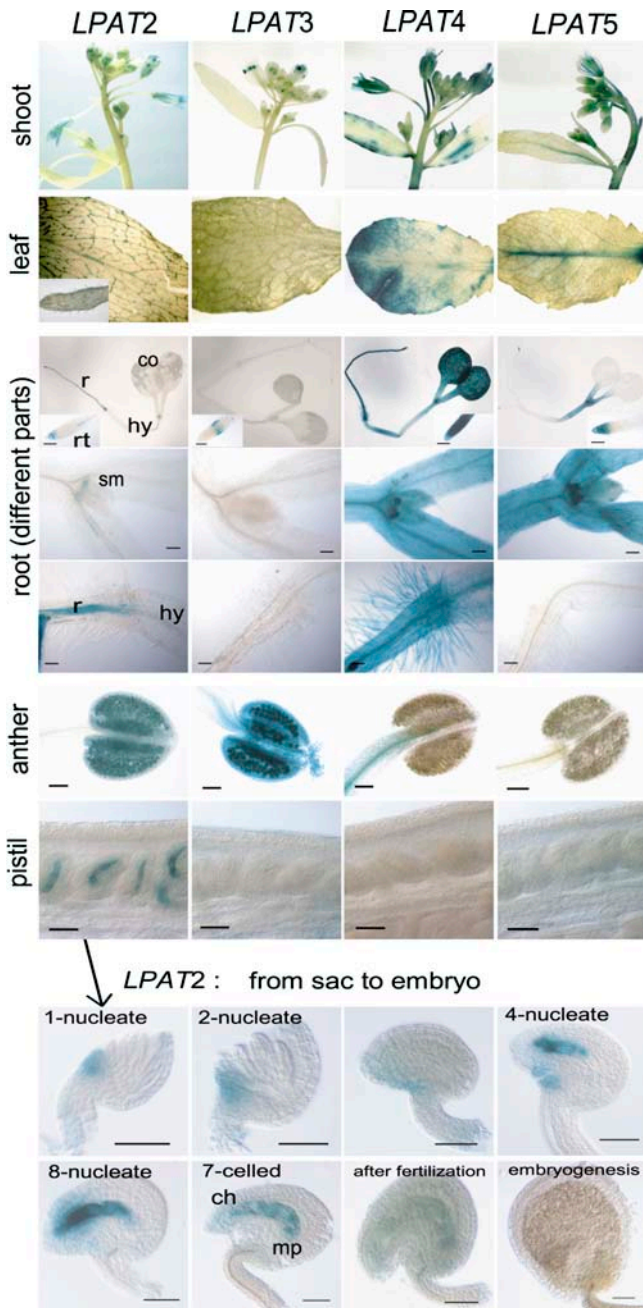 LPAT2 LPAT3 LPAT4 LPAT5
shoot
leaf
root (different parts)
co
r
hy
rt
sm
r
hy
anther
pistil
LPAT2 : from sac to embryo
1-nucleate 2-nucleate 4-nucleate
8-nucleate 7-celled after fertilization embryogenesis
ch
mp